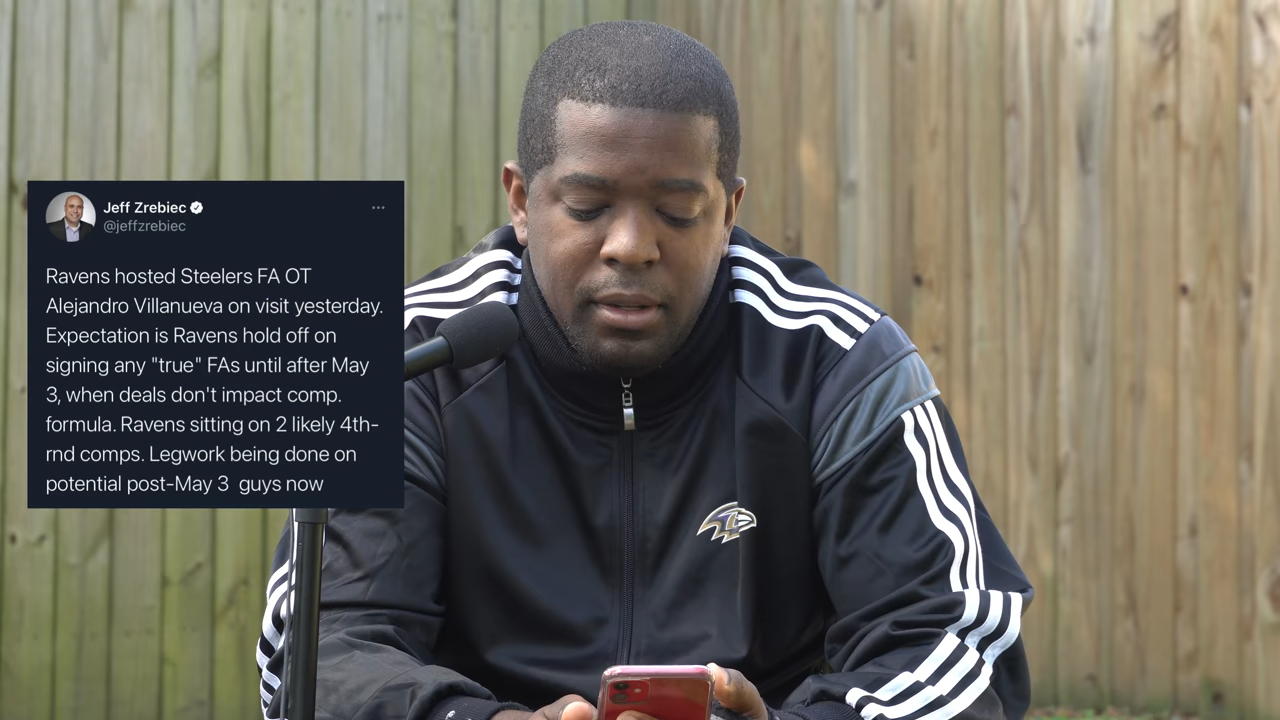 Jeff Zrebiec
@jeffzrebiec
Ravens hosted Steelers FA OT
Alejandro Villanueva on visit yesterday.
Expectation is Ravens hold off on
signing any "true" FAs until after May
3, when deals don't impact comp.
formula. Ravens sitting on 2 likely 4th-
rnd comps. Legwork being done on
potential post-May 3 guys now